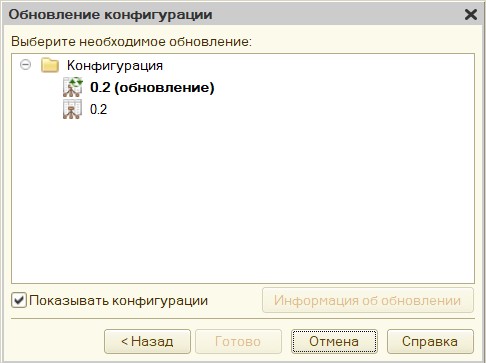 Обновление конфигурации
Выберите необходимое обновление:
Конфигурация
0.2 (обновление)
0.2
Показывать конфигурации
Информация об обновлении
< Назад
Готово
Отмена
Справка